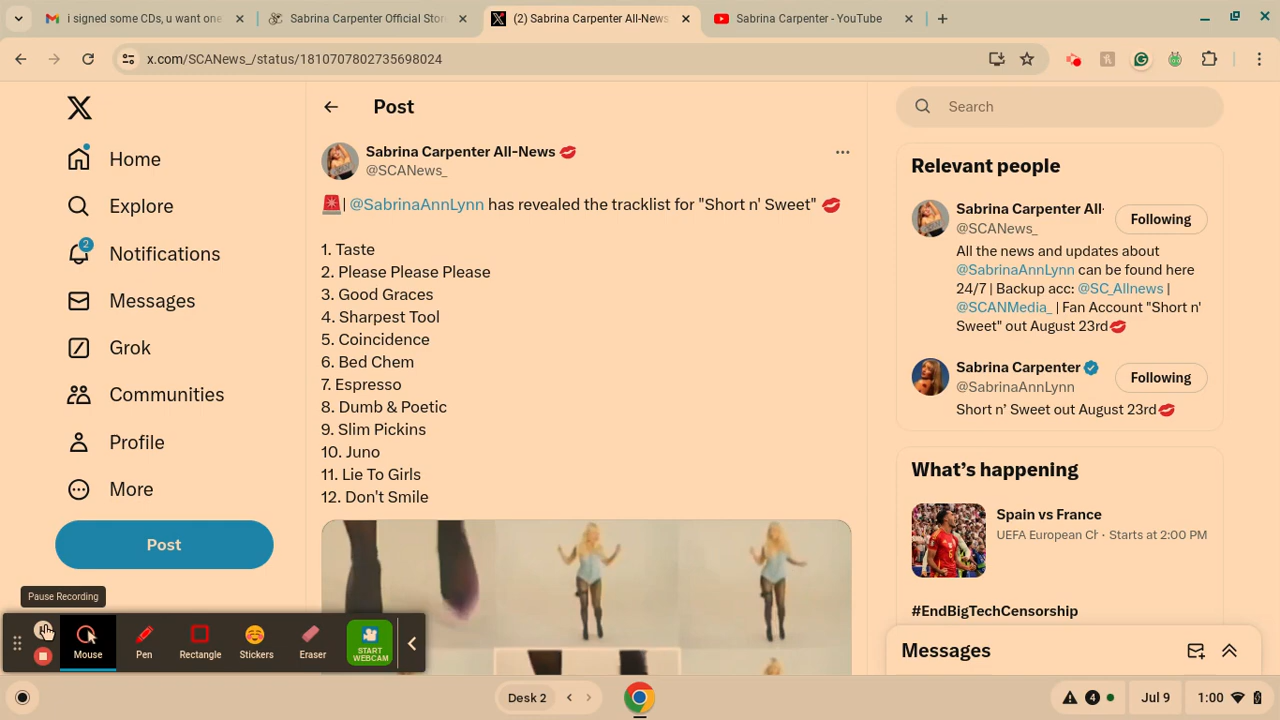 i signed some CDs, u want one
Sabrina Carpenter Official Stor
(2) Sabrina Carpenter All-News
Sabrina Carpenter - YouTube
x.com/SCANews_/status/1810707802735698024
Home
Explore
2
Notifications
Messages
Grok
Communities
Profile
More
Post
Pause Recording
Mouse
Pen
Rectangle
Stickers
Eraser
START
WEBCAM
Post
Sabrina Carpenter All-News 💋
@SCANews_
🚨| @SabrinaAnnLynn has revealed the tracklist for "Short n' Sweet" 💋
1. Taste
2. Please Please Please
3. Good Graces
4. Sharpest Tool
5. Coincidence
6. Bed Chem
7. Espresso
8. Dumb & Poetic
9. Slim Pickins
10. Juno
11. Lie To Girls
12. Don't Smile
Search
Relevant people
Sabrina Carpenter All-
@SCANews_
Following
All the news and updates about
@SabrinaAnnLynn can be found here
24/7 | Backup acc: @SC_Allnews |
@SCANMedia_ | Fan Account "Short n'
Sweet" out August 23rd💋
Sabrina Carpenter
@SabrinaAnnLynn
Following
Short n' Sweet out August 23rd💋
What's happening
Spain vs France
UEFA European Ch · Starts at 2:00 PM
#EndBigTechCensorship
Messages
Desk 2
4
Jul 9
1:00